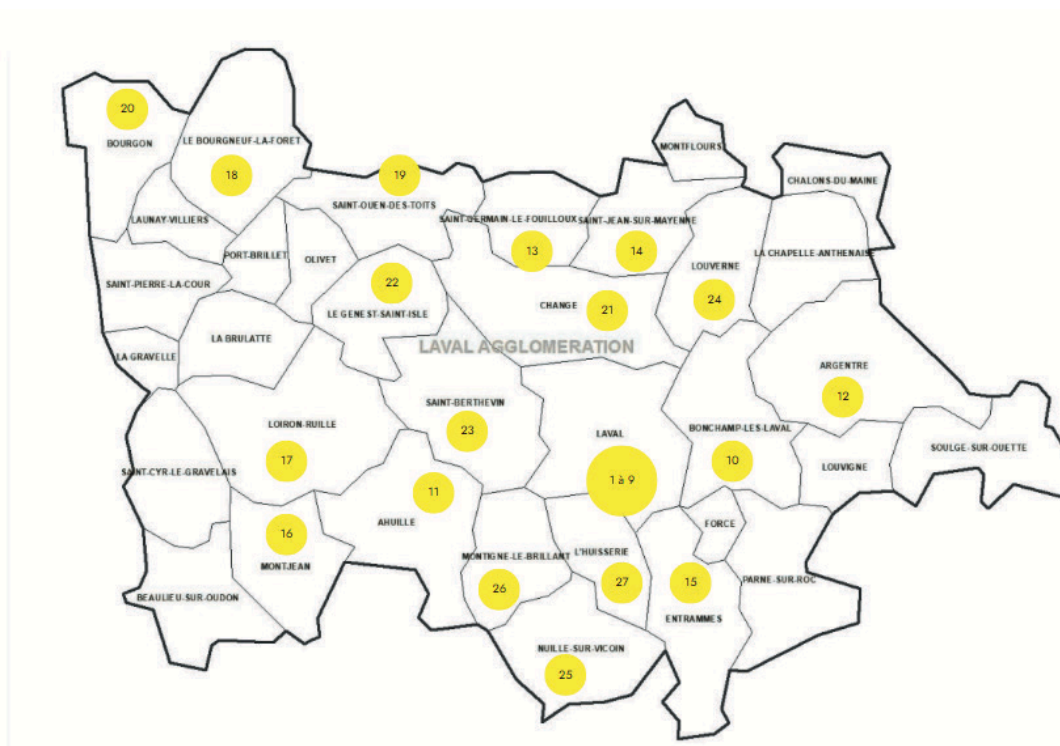 20
BOURGON
LE BOURGNEUF-LA-FORET
18
19
SAINT-OUEN-DES-TOITS
MONTFLOURS
CHALONS-DU-MAINE
LAUNAY-VILLIERS
SAINT-GERMAIN-LE-FOUILLOUX
SAINT-JEAN-SUR-MAYENNE
13
14
PORT-BRILLET
OLIVET
LOUVERNE
LA CHAPELLE-ANTHENAISE
SAINT-PIERRE-LA-COUR
22
24
LE GENEST-SAINT-ISLE
CHANGE
21
LA GRAVELLE
LA BRULATTE
LAVAL AGGLOMERATION
ARGENTRE
12
SAINT-BERTHEVIN
23
LOIRON-RUILLE
17
LAVAL
1 à 9
BONCHAMP-LES-LAVAL
10
SOULGE-SUR-OUETTE
LOUVIGNE
SAINT-CYR-LE-GRAVELAIS
11
AHUILLE
16
MONTJEAN
FORCE
MONTIGNE-LE-BRILLANT
26
L'HUISSERIE
27
15
ENTRAMMES
PARNE-SUR-ROC
BEAULIEU-SUR-OUDON
NUILLE-SUR-VICOIN
25